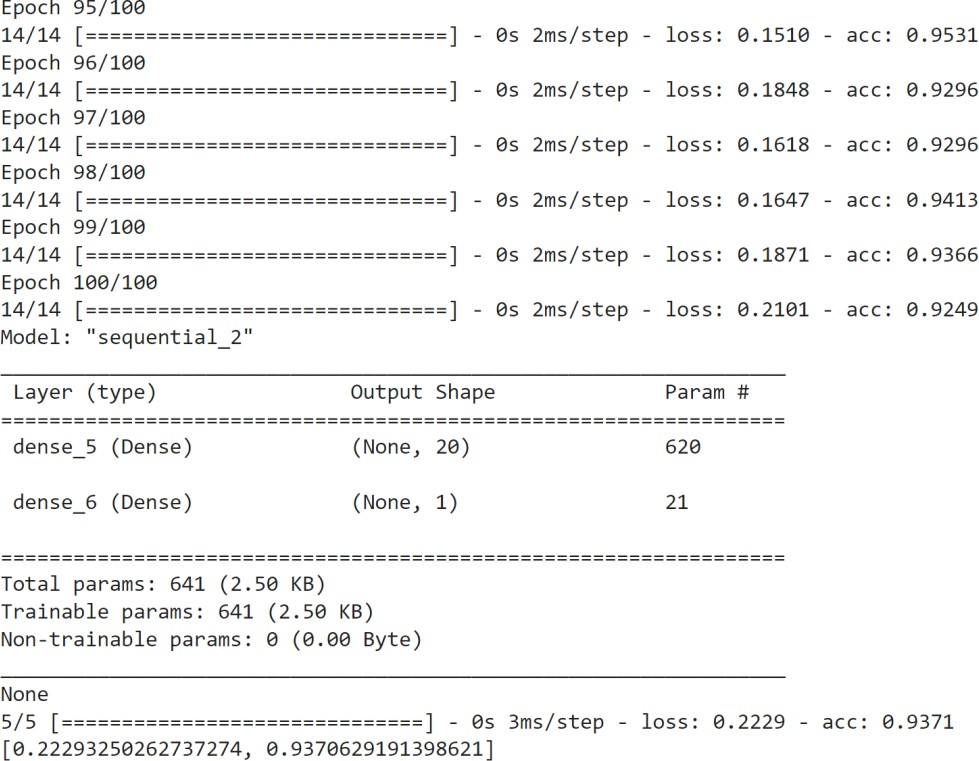 Epoch 95/100
14/14 [==============================] - 0s 2ms/step - loss: 0.1510 - acc: 0.9531
Epoch 96/100
14/14 [==============================] - 0s 2ms/step - loss: 0.1848 - acc: 0.9296
Epoch 97/100
14/14 [==============================] - 0s 2ms/step - loss: 0.1618 - acc: 0.9296
Epoch 98/100
14/14 [==============================] - 0s 2ms/step - loss: 0.1647 - acc: 0.9413
Epoch 99/100
14/14 [==============================] - 0s 2ms/step - loss: 0.1871 - acc: 0.9366
Epoch 100/100
14/14 [==============================] - 0s 2ms/step - loss: 0.2101 - acc: 0.9249
Model: "sequential_2"
_________________________________________________________________
Layer (type) Output Shape Param #
=================================================================
dense_5 (Dense) (None, 20) 620
dense_6 (Dense) (None, 1) 21
=================================================================
Total params: 641 (2.50 KB)
Trainable params: 641 (2.50 KB)
Non-trainable params: 0 (0.00 Byte)
_________________________________________________________________
None
5/5 [==============================] - 0s 3ms/step - loss: 0.2229 - acc: 0.9371
[0.22293250262737274, 0.9370629191398621]